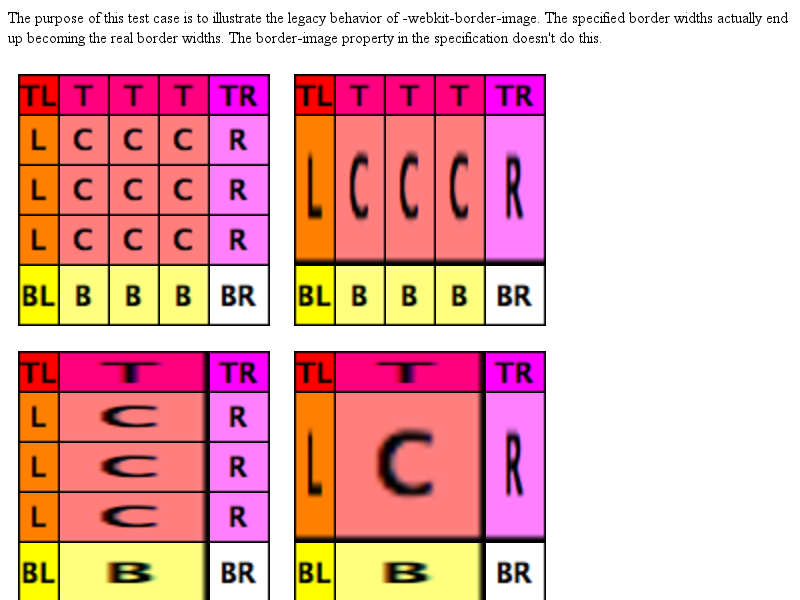 The purpose of this test case is to illustrate the legacy behavior of -webkit-border-image. The specified border widths actually end
up becoming the real border widths. The border-image property in the specification doesn't do this.
TL T T T TR
L C C C R
L C C C R
L C C C R
BL B B B BR
TL T T T TR
L C C C R
BL B B B BR
TL T TR
L C R
L C R
L C R
BL B BR
TL T TR
L C R
BL B BR